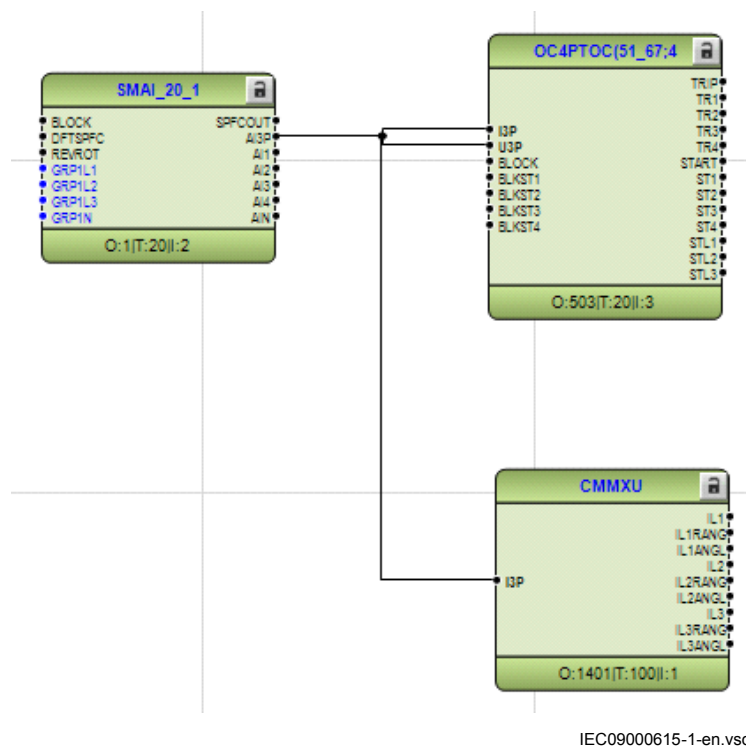 SMAI_20_1
BLOCK
DFTSPFC
REVROT
GRP1L1
GRP1L2
GRP1L3
GRP1N
SPFCOUT
AI3P
AI1
AI2
AI3
AI4
AIN
O:1|T:20|I:2
OC4PTOC(51_67;4
I3P
U3P
BLOCK
BLKST1
BLKST2
BLKST3
BLKST4
TRIP
TR1
TR2
TR3
TR4
START
ST1
ST2
ST3
ST4
STL1
STL2
STL3
O:503|T:20|I:3
CMMXU
I3P
IL1
IL1RANG
IL1ANGL
IL2
IL2RANG
IL2ANGL
IL3
IL3RANG
IL3ANGL
O:1401|T:100|I:1
IEC09000615-1-en.vsd